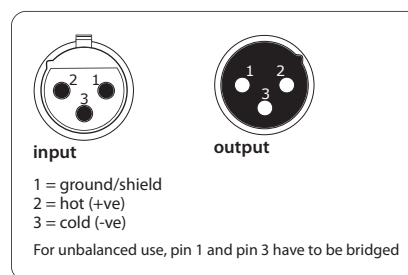 2 1
3
input
1 2
3
output
1 = ground/shield
2 = hot (+ve)
3 = cold (-ve)
For unbalanced use, pin 1 and pin 3 have to be bridged